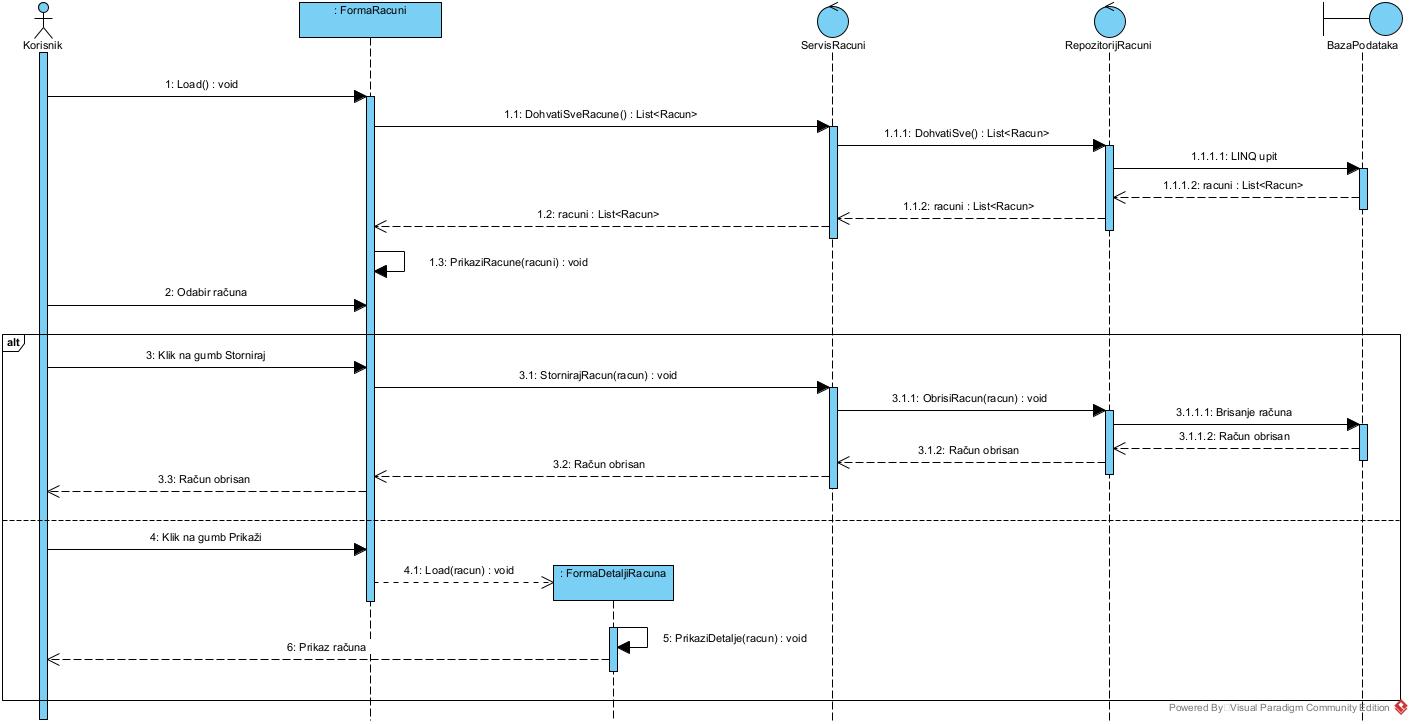 : FormaRacuni
Korisnik
ServisRacuni
RepozitorijRacuni
BazaPodataka
1: Load() : void
1.1: DohvatiSveRacune() : List<Racun>
1.1.1: DohvatiSve() : List<Racun>
1.1.1.1: LINQ upit
1.1.1.2: racuni : List<Racun>
1.1.2: racuni : List<Racun>
1.2: racuni : List<Racun>
1.3: PrikaziRacune(racuni) : void
2: Odabir računa
alt
3: Klik na gumb Storniraj
3.1: StornirajRacun(racun) : void
3.1.1: ObrisiRacun(racun) : void
3.1.1.1: Brisanje računa
3.1.1.2: Račun obrisan
3.1.2: Račun obrisan
3.2: Račun obrisan
3.3: Račun obrisan
4: Klik na gumb Prikaži
4.1: Load(racun) : void
: FormaDetaljiRacuna
5: PrikaziDetalje(racun) : void
6: Prikaz računa
Powered By Visual Paradigm Community Edition